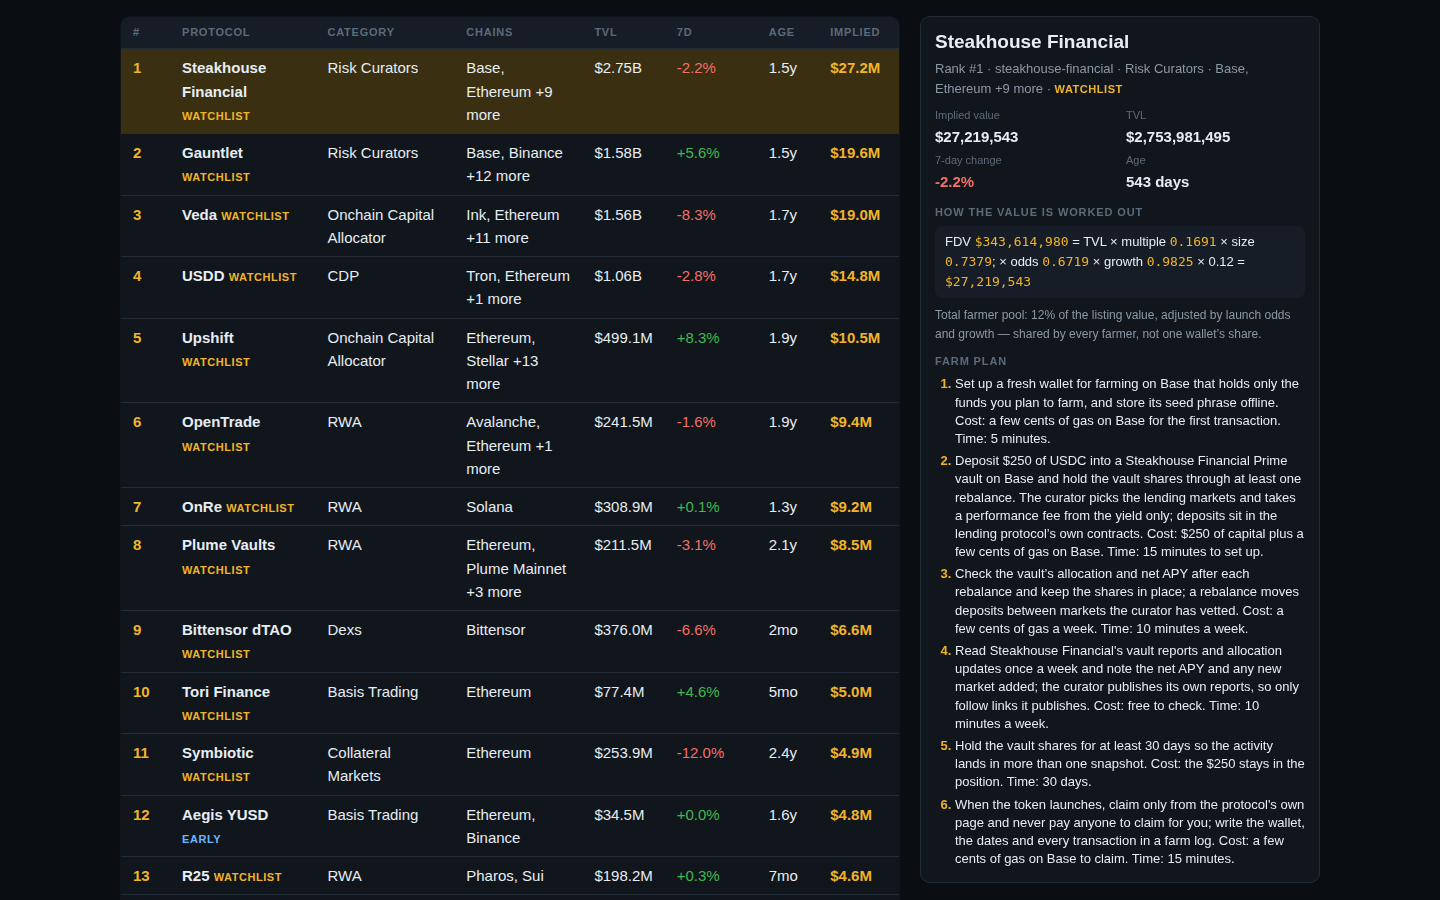 # PROTOCOL CATEGORY CHAINS TVL 7D AGE IMPLIED
1 Steakhouse Risk Curators Base, $2.75B -2.2% 1.5y $27.2M
Financial Ethereum +9
WATCHLIST more
2 Gauntlet Risk Curators Base, Binance $1.58B +5.6% 1.5y $19.6M
WATCHLIST +12 more
3 Veda WATCHLIST Onchain Capital Ink, Ethereum $1.56B -8.3% 1.7y $19.0M
Allocator +11 more
4 USDD WATCHLIST CDP Tron, Ethereum $1.06B -2.8% 1.7y $14.8M
+1 more
5 Upshift Onchain Capital Ethereum, $499.1M +8.3% 1.9y $10.5M
WATCHLIST Allocator Stellar +13
more
6 OpenTrade RWA Avalanche, $241.5M -1.6% 1.9y $9.4M
WATCHLIST Ethereum +1
more
7 OnRe WATCHLIST RWA Solana $308.9M +0.1% 1.3y $9.2M
8 Plume Vaults RWA Ethereum, $211.5M -3.1% 2.1y $8.5M
WATCHLIST Plume Mainnet
+3 more
9 Bittensor dTAO Dexs Bittensor $376.0M -6.6% 2mo $6.6M
WATCHLIST
10 Tori Finance Basis Trading Ethereum $77.4M +4.6% 5mo $5.0M
WATCHLIST
11 Symbiotic Collateral Ethereum $253.9M -12.0% 2.4y $4.9M
WATCHLIST Markets
12 Aegis YUSD Basis Trading Ethereum, $34.5M +0.0% 1.6y $4.8M
EARLY Binance
13 R25 WATCHLIST RWA Pharos, Sui $198.2M +0.3% 7mo $4.6M
Steakhouse Financial
Rank #1 · steakhouse-financial · Risk Curators · Base,
Ethereum +9 more · WATCHLIST
Implied value TVL
$27,219,543 $2,753,981,495
7-day change Age
-2.2% 543 days
HOW THE VALUE IS WORKED OUT
FDV $343,614,980 = TVL × multiple 0.1691 × size
0.7379; × odds 0.6719 × growth 0.9825 × 0.12 =
$27,219,543
Total farmer pool: 12% of the listing value, adjusted by launch odds
and growth — shared by every farmer, not one wallet's share.
FARM PLAN
1. Set up a fresh wallet for farming on Base that holds only the
funds you plan to farm, and store its seed phrase offline.
Cost: a few cents of gas on Base for the first transaction.
Time: 5 minutes.
2. Deposit $250 of USDC into a Steakhouse Financial Prime
vault on Base and hold the vault shares through at least one
rebalance. The curator picks the lending markets and takes
a performance fee from the yield only; deposits sit in the
lending protocol's own contracts. Cost: $250 of capital plus a
few cents of gas on Base. Time: 15 minutes to set up.
3. Check the vault's allocation and net APY after each
rebalance and keep the shares in place; a rebalance moves
deposits between markets the curator has vetted. Cost: a
few cents of gas a week. Time: 10 minutes a week.
4. Read Steakhouse Financial's vault reports and allocation
updates once a week and note the net APY and any new
market added; the curator publishes its own reports, so only
follow links it publishes. Cost: free to check. Time: 10
minutes a week.
5. Hold the vault shares for at least 30 days so the activity
lands in more than one snapshot. Cost: the $250 stays in the
position. Time: 30 days.
6. When the token launches, claim only from the protocol's own
page and never pay anyone to claim for you; write the wallet,
the dates and every transaction in a farm log. Cost: a few
cents of gas on Base to claim. Time: 15 minutes.